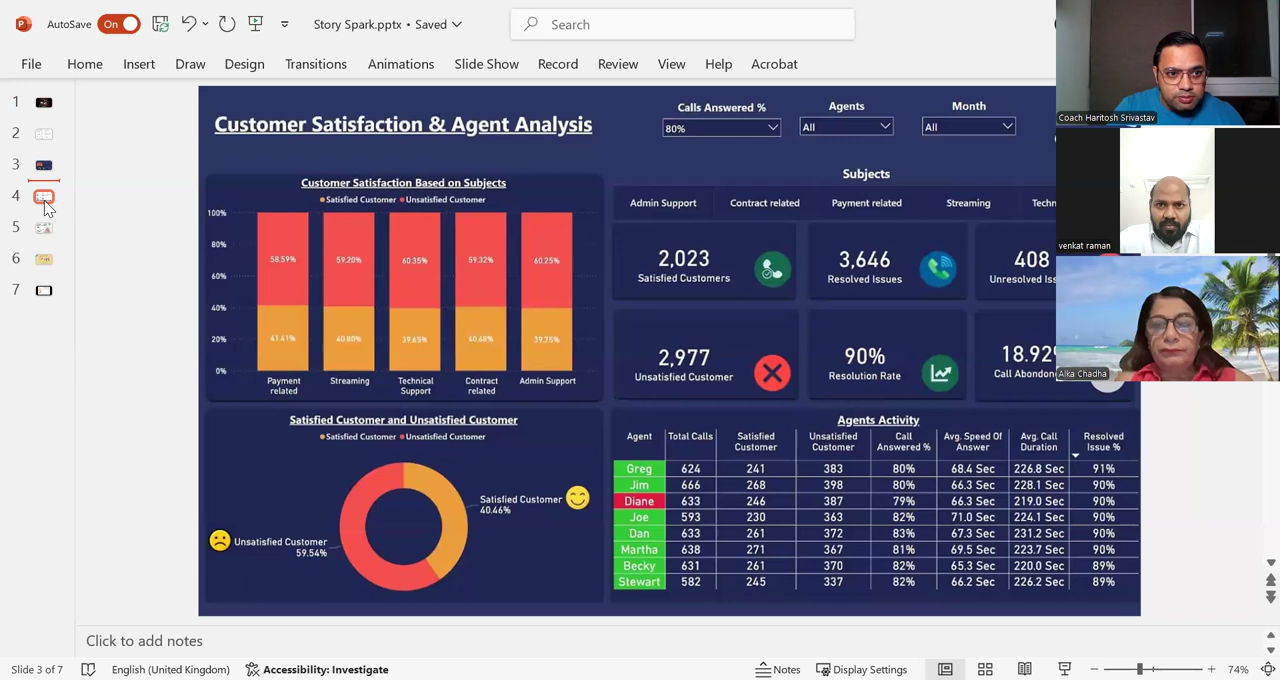 AutoSave On Story Spark.pptx • Saved Search
File Home Insert Draw Design Transitions Animations Slide Show Record Review View Help Acrobat
1
2
3
4
5
6
7
Customer Satisfaction & Agent Analysis
Calls Answered % Agents Month
80% All All
Customer Satisfaction Based on Subjects
Satisfied Customer Unsatisfied Customer
100%
80%
60%
40%
20%
0%
58.59% 59.20% 60.35% 59.32% 60.25%
41.41% 40.80% 39.65% 40.68% 39.75%
Payment related Streaming Technical Support Contract related Admin Support
Subjects
Admin Support Contract related Payment related Streaming Techn
2,023
Satisfied Customers
3,646
Resolved Issues
408
Unresolved Iss
2,977
Unsatisfied Customer
90%
Resolution Rate
18.92
Call Abandon
Satisfied Customer and Unsatisfied Customer
Satisfied Customer Unsatisfied Customer
Satisfied Customer
40.46%
Unsatisfied Customer
59.54%
Agents Activity
Agent Total Calls Satisfied Customer Unsatisfied Customer Call Answered % Avg. Speed Of Answer Avg. Call Duration Resolved Issue %
Greg 624 241 383 80% 68.4 Sec 226.8 Sec 91%
Jim 666 268 398 80% 66.3 Sec 228.1 Sec 90%
Diane 633 246 387 79% 66.3 Sec 219.0 Sec 90%
Joe 593 230 363 82% 71.0 Sec 224.1 Sec 90%
Dan 633 261 372 83% 67.3 Sec 231.2 Sec 90%
Martha 638 271 367 81% 69.5 Sec 223.7 Sec 90%
Becky 631 261 370 82% 65.3 Sec 220.0 Sec 89%
Stewart 582 245 337 82% 66.2 Sec 226.2 Sec 89%
Coach Haritosh Srivastav
venkat raman
Alka Chadha
Click to add notes
Slide 3 of 7 English (United Kingdom) Accessibility: Investigate Notes Display Settings 74%